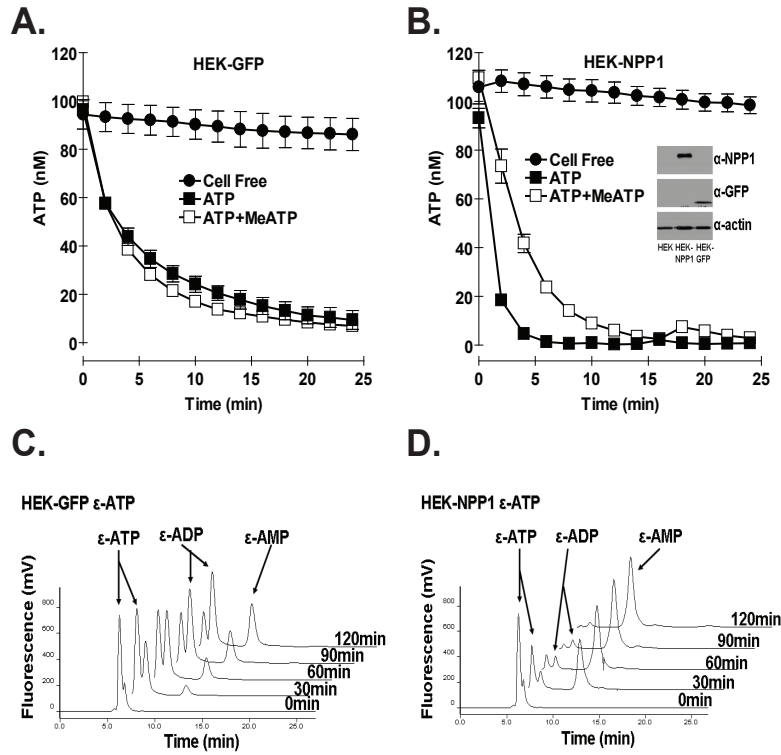 A.
HEK-GFP
120
100
80
60
40
20
0
ATP (nM)
Cell Free
ATP
ATP+MeATP
0 5 10 15 20 25
Time (min)
B.
HEK-NPP1
120
100
80
60
40
20
0
ATP (nM)
Cell Free
ATP
ATP+MeATP
α-NPP1
α-GFP
α-actin
HEK HEK-NPP1 HEK-GFP
0 5 10 15 20 25
Time (min)
C.
HEK-GFP ε-ATP
ε-ATP
ε-ADP
ε-AMP
Fluorescence (mV)
800
600
400
200
0
120min
90min
60min
30min
0min
0.0 5.0 10.0 15.0 20.0 25.0
Time (min)
D.
HEK-NPP1 ε-ATP
ε-ATP
ε-ADP
ε-AMP
Fluorescence (mV)
800
600
400
200
0
120min
90min
60min
30min
0min
0.0 5.0 10.0 15.0 20.0 25.0
Time (min)